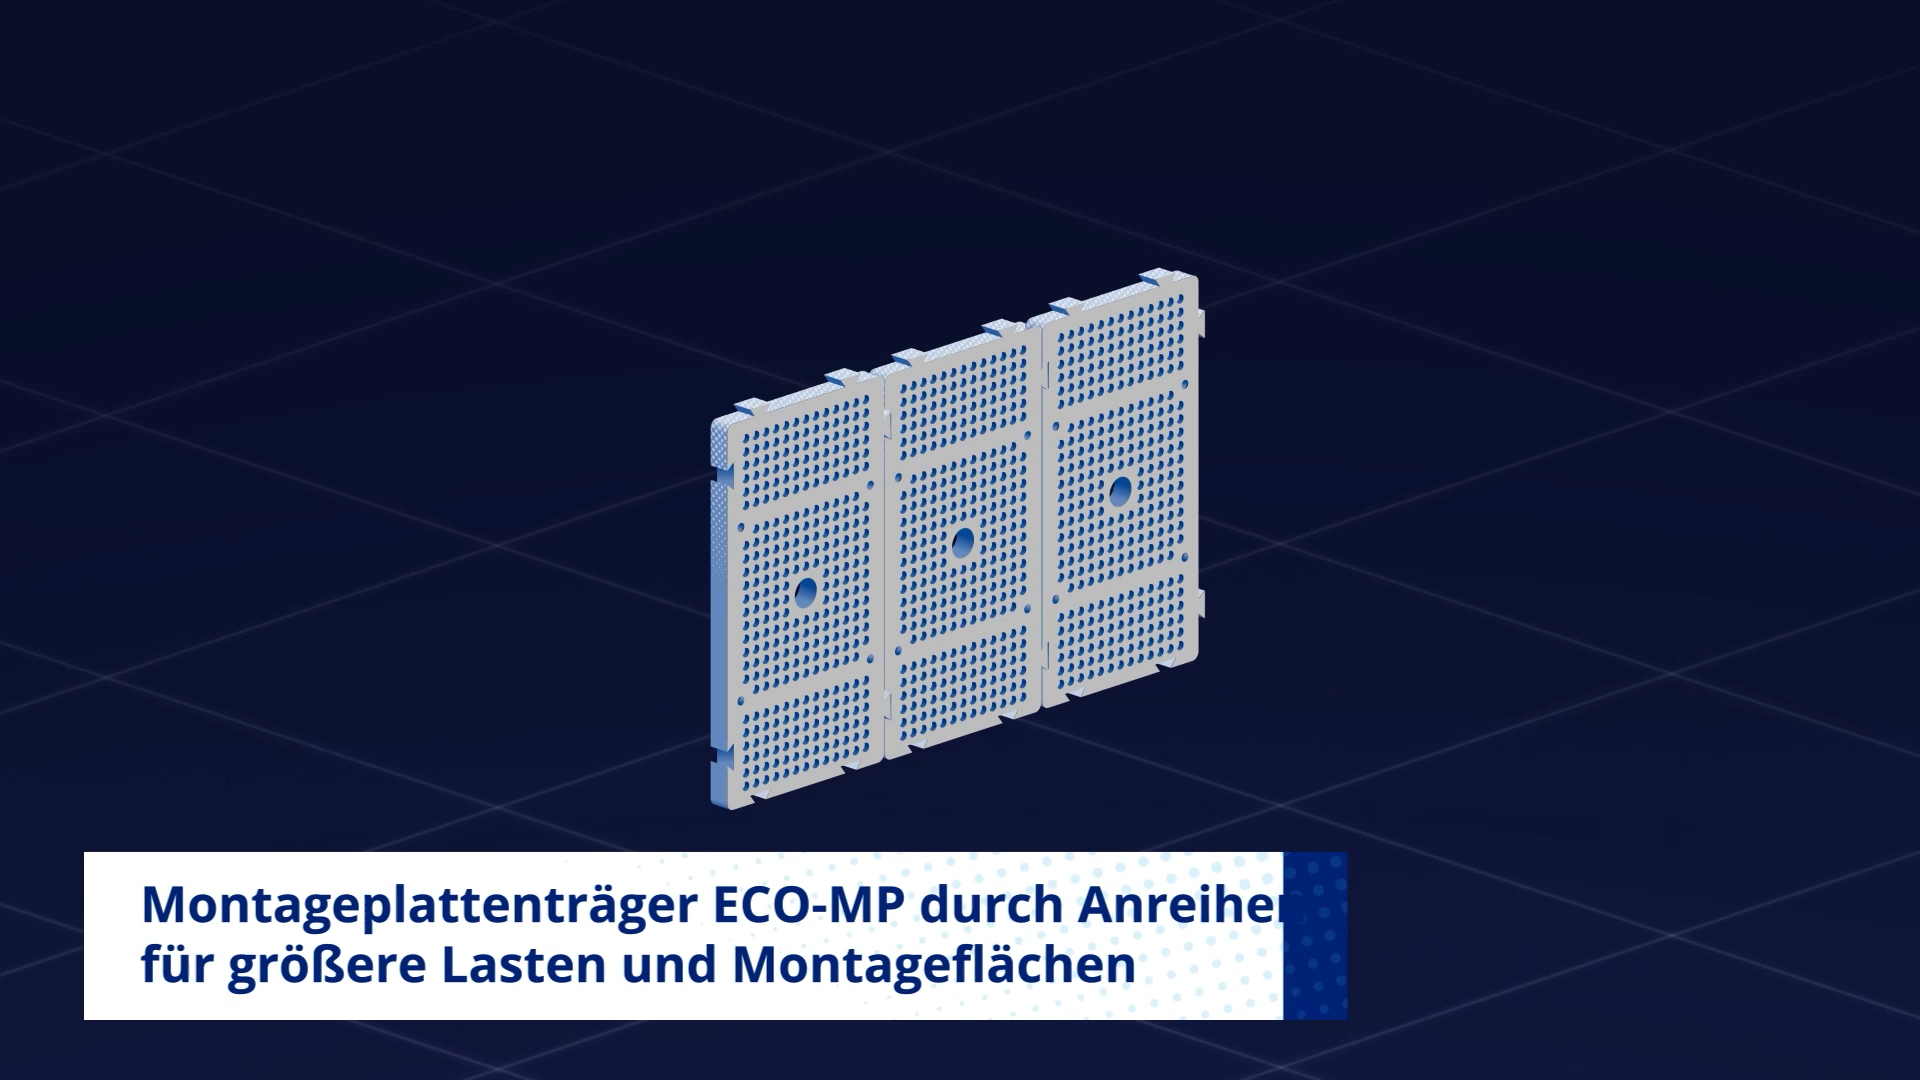 Montageplattenträger ECO-MP durch Anreihen
für größere Lasten und Montageflächen